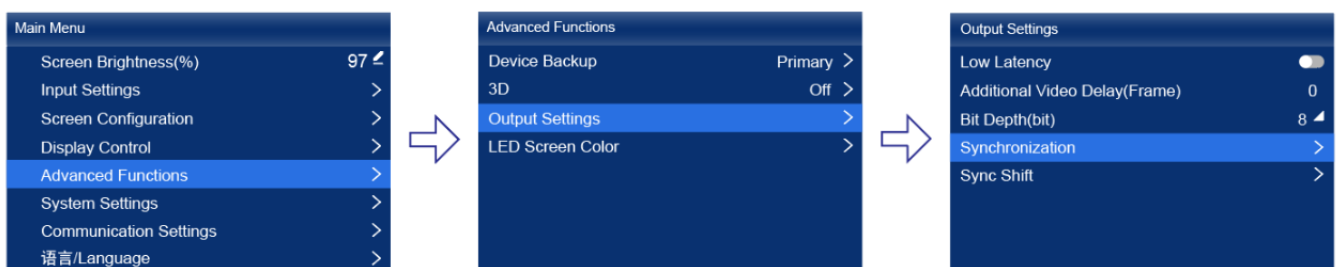 Main Menu
Screen Brightness(%) 97
Input Settings
Screen Configuration
Display Control
Advanced Functions
System Settings
Communication Settings
语言/Language
Advanced Functions
Device Backup Primary
3D Off
Output Settings
LED Screen Color
Output Settings
Low Latency
Additional Video Delay(Frame) 0
Bit Depth(bit) 8
Synchronization
Sync Shift